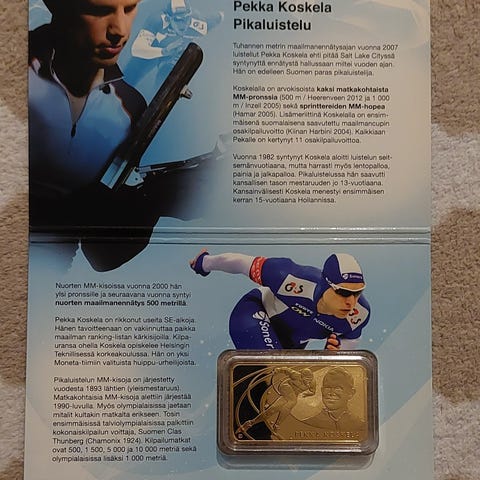 Pekka Koskela
Pikaluistelu
Tuhannen metrin maailmanennätysajan vuonna 2007
luistellut Pekka Koskela ehti pitää Salt Lake Cityssä
syntynyttä ennätystä hallussaan miltei vuoden ajan.
Hän on edelleen Suomen paras pikaluistelija.
Koskelalla on arvokisoista kaksi matkakohtaista
MM-pronssia (500 m / Heerenveen 2012 ja 1 000
m / Inzell 2005) sekä sprinttereiden MM-hopea
(Hamar 2005). Lisämeriittinä Koskelalla on ensim-
mäisenä suomalaisena saavutettu maailmancupin
osakilpailuvoitto (Kiinan Harbini 2004). Kaikkiaan
Pekalle on kertynyt 11 osakilpailuvoittoa.
Vuonna 1982 syntynyt Koskela aloitti luistelun seit-
semänvuotiaana, mutta harrasti myös lentopalloa,
painia ja jalkapalloa. Pikaluistelussa hän saavutti
kansallisen tason mestaruuden jo 13-vuotiaana.
Kansainvälisesti Koskela menestyi ensimmäisen
kerran 15-vuotiaana Hollannissa.
Nuorten MM-kisoissa vuonna 2000 hän
ylsi pronssille ja seuraavana vuonna syntyi
nuorten maailmanennätys 500 metrillä.
Pekka Koskela on rikkonut useita SE-aikoja.
Hänen tavoitteenaan on vakiinnuttaa paikka
maailman ranking-listan kärkisijoilla. Kilpa-
uransa ohella Koskela opiskelee Helsingin
Teknillisessä korkeakoulussa. Hän on yksi
Moneta-tiimiin valituista huippu-urheilijoista.
Pikaluistelun MM-kisoja on järjestetty
vuodesta 1893 lähtien (yleismestaruus).
Matkakohtaisia MM-kisoja alettiin järjestää
1990-luvulla. Myös olympialaisissa jaetaan
mitalit kultakin matkalta erikseen. Tosin
ensimmäisissä talviolympialaisissa palkittiin
kokonaiskilpailun voittaja, Suomen Clas
Thunberg (Chamonix 1924). Kilpailumatkat
ovat 500, 1 500, 5 000 ja 10 000 metriä sekä
olympialaisissa lisäksi 1 000 metriä.
NOKIA
PEKKA KOSKELA